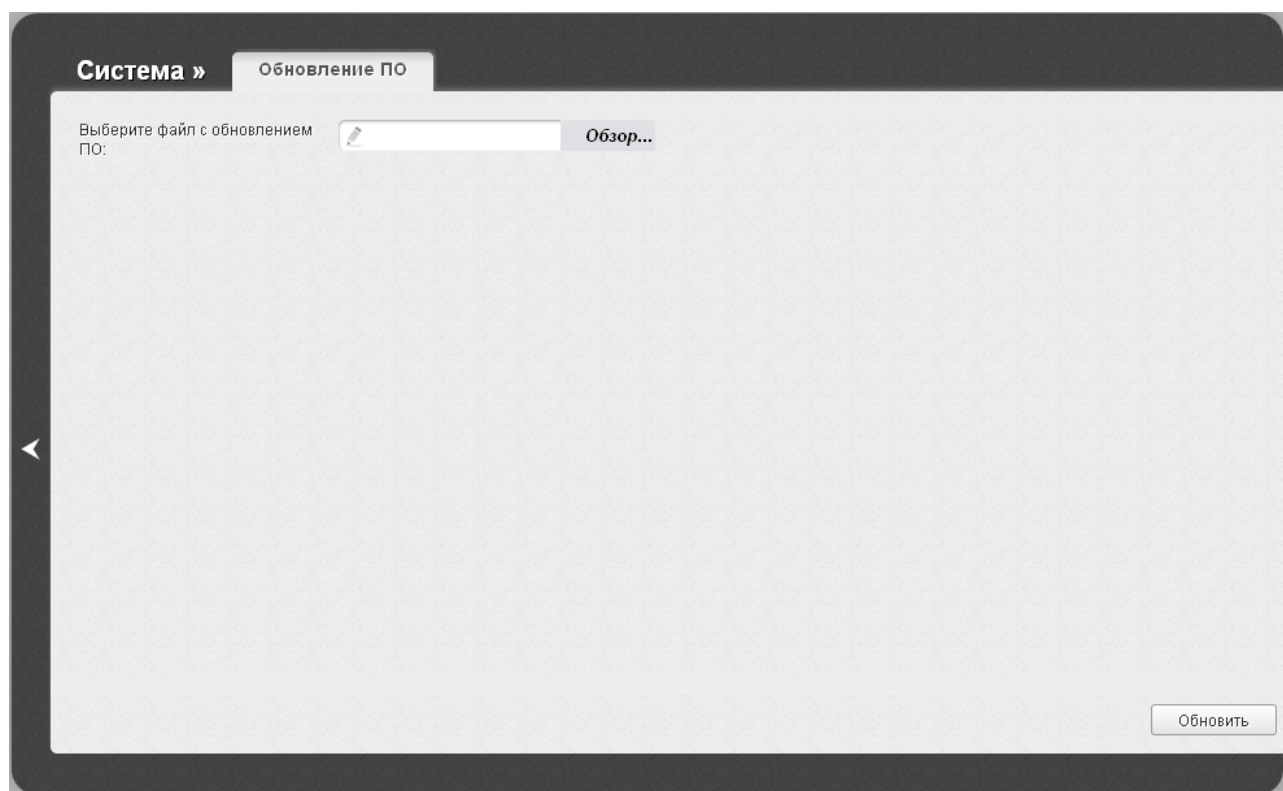 Система »
Обновление ПО
Выберите файл с обновлением
ПО:
Обзор...
Обновить